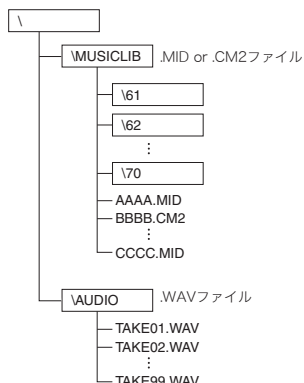 \
\MUSICLIB .MID or .CM2ファイル
\61
\62
⋮
\70
AAAA.MID
BBBB.CM2
⋮
CCCC.MID
\AUDIO .WAVファイル
TAKE01.WAV
TAKE02.WAV
⋮
TAKE99.WAV